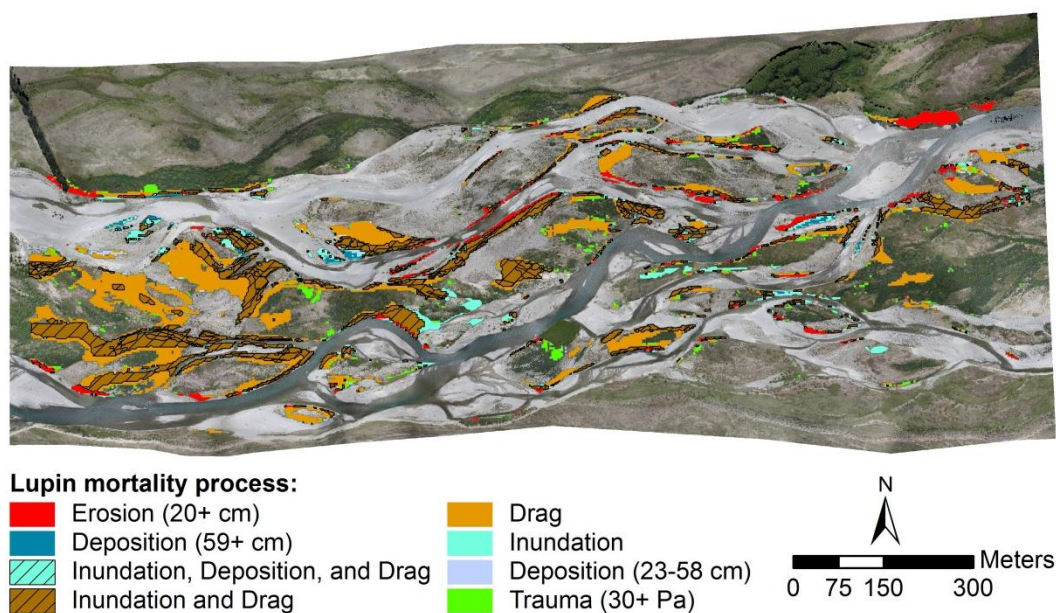 Lupin mortality process:
Erosion (20+ cm)
Deposition (59+ cm)
Inundation, Deposition, and Drag
Inundation and Drag
Drag
Inundation
Deposition (23-58 cm)
Trauma (30+ Pa)
N
Meters
0 75 150 300